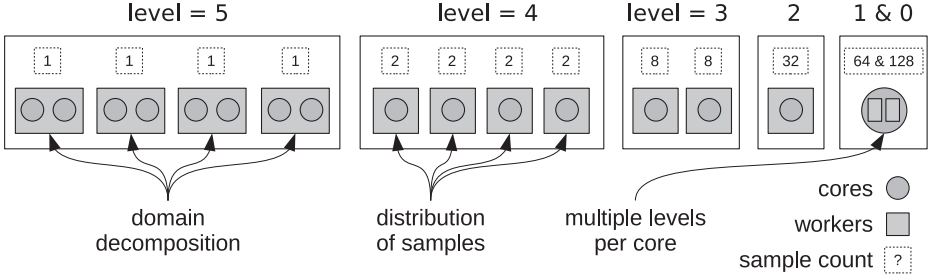 level = 5 level = 4 level = 3 2 1 & 0
1 1 1 1 2 2 2 2 8 8 32 64 & 128
domain
decomposition
distribution
of samples
multiple levels
per core
cores
workers
sample count ?